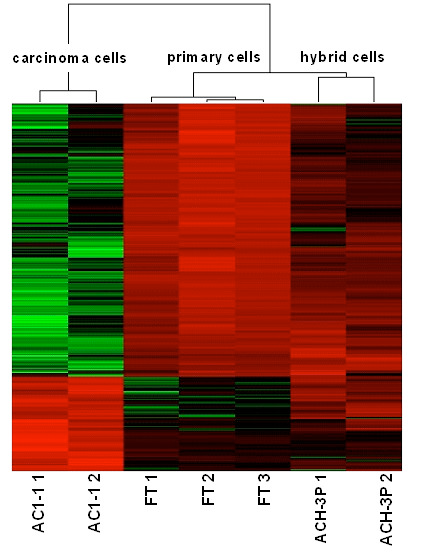 carcinoma cells primary cells hybrid cells
AC1-1 1
AC1-1 2
FT 1
FT 2
FT 3
ACH-3P 1
ACH-3P 2